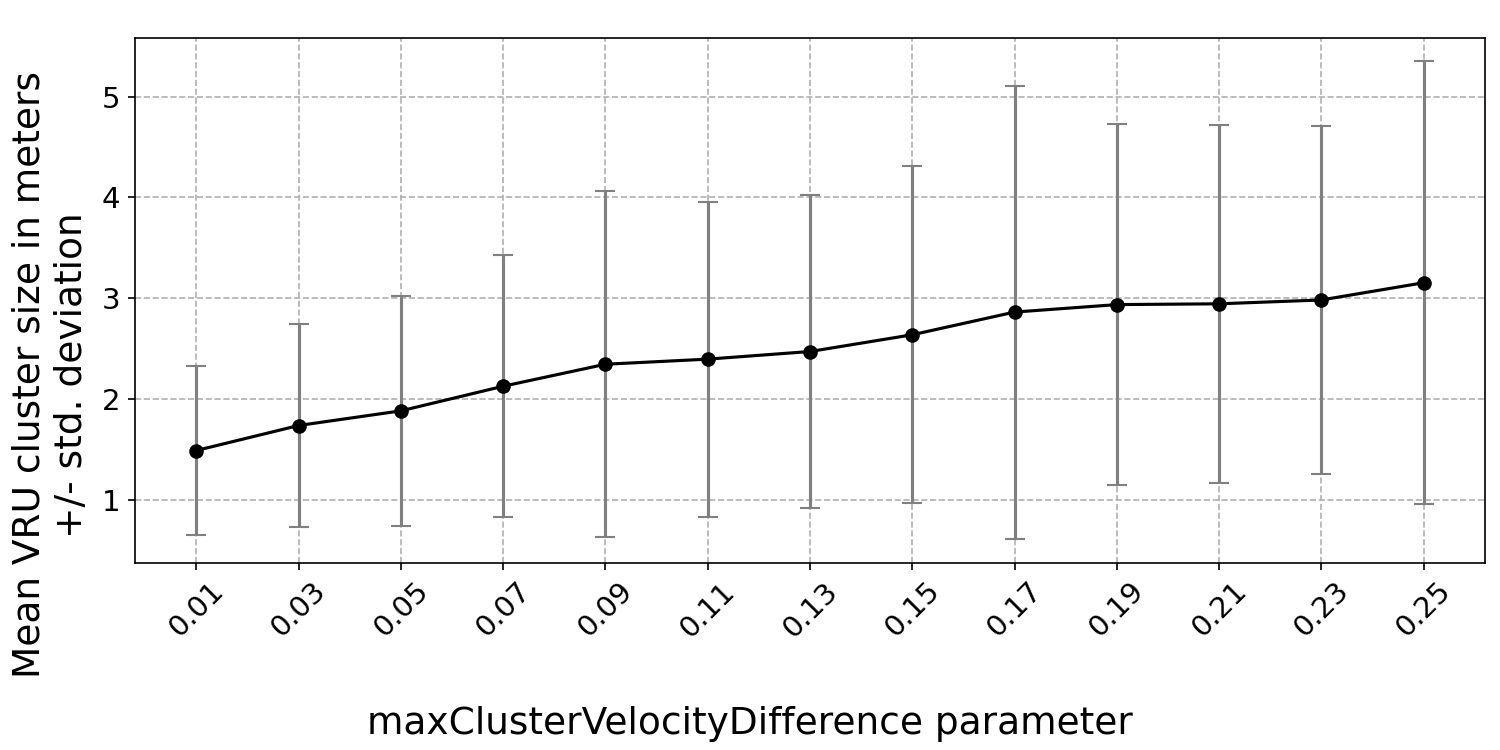 Mean VRU cluster size in meters
+/- std. deviation
5
4
3
2
1
0.01 0.03 0.05 0.07 0.09 0.11 0.13 0.15 0.17 0.19 0.21 0.23 0.25
maxClusterVelocityDifference parameter